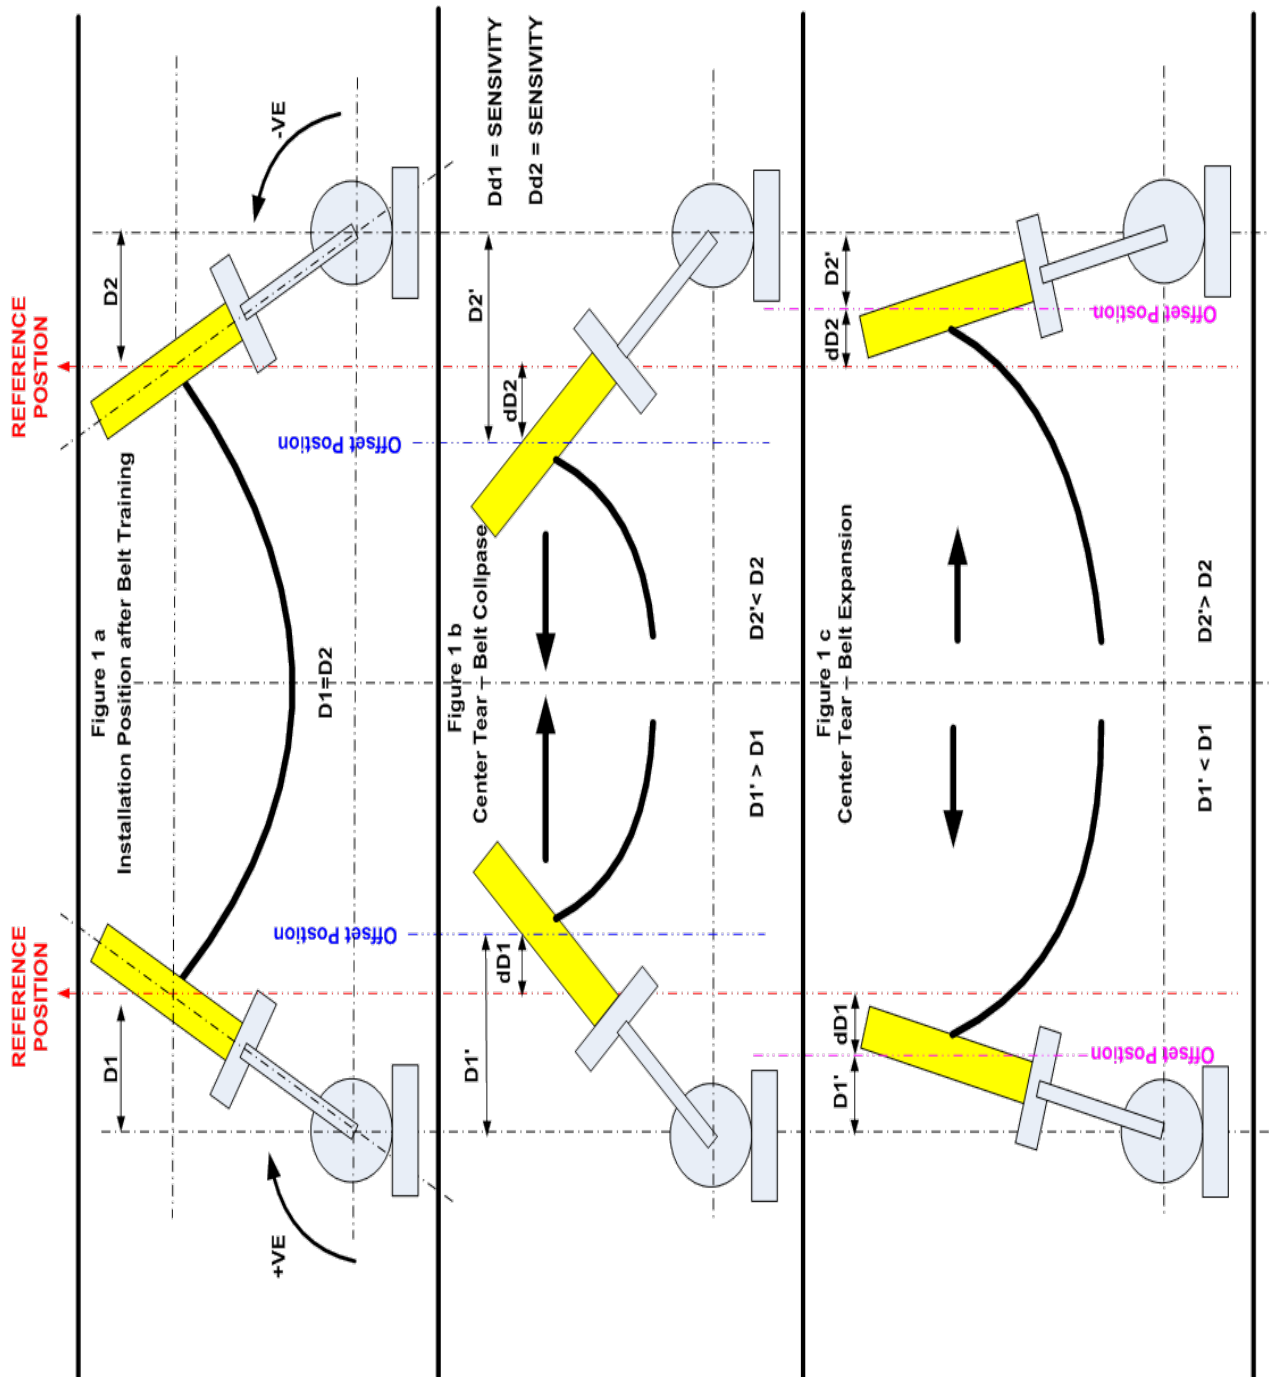 REFERENCE
POSTION
REFERENCE
POSITION
Figure 1 a
Installation Position after Belt Training
D1
D2
D1=D2
+VE
-VE
Figure 1 b
Center Tear – Belt Collpase
Dd1 = SENSIVITY
Dd2 = SENSIVITY
D1'
dD1
Offset Position
D2'
dD2
Offset Position
D1' > D1
D2'< D2
Figure 1 c
Center Tear – Belt Expansion
D1'
dD1
Offset Postion
D2'
dD2
Offset Postion
D1' < D1
D2'> D2